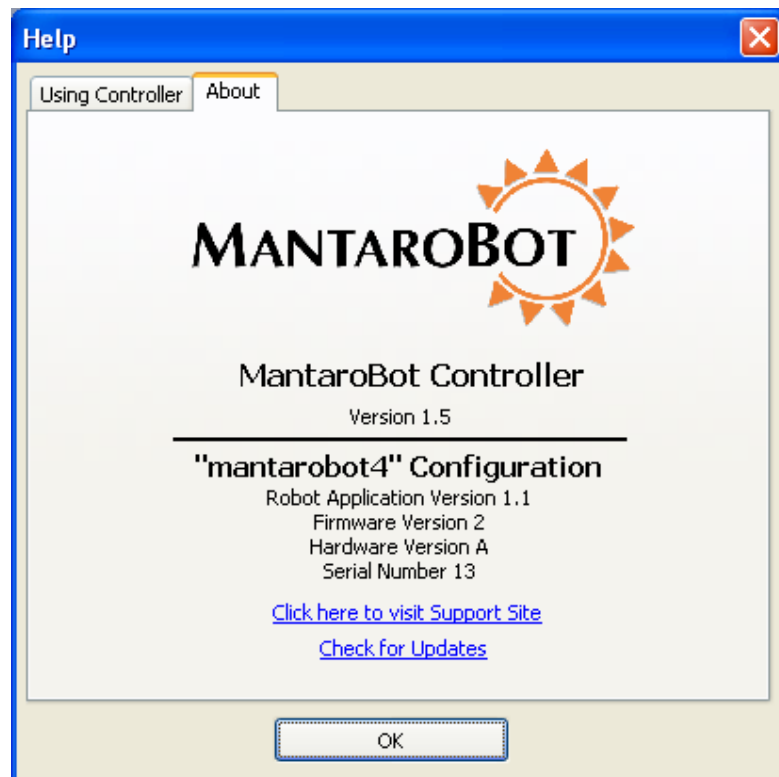 Help
Using Controller
About
MANTAROBOT
MantaroBot Controller
Version 1.5
"mantarobot4" Configuration
Robot Application Version 1.1
Firmware Version 2
Hardware Version A
Serial Number 13
Click here to visit Support Site
Check for Updates
OK